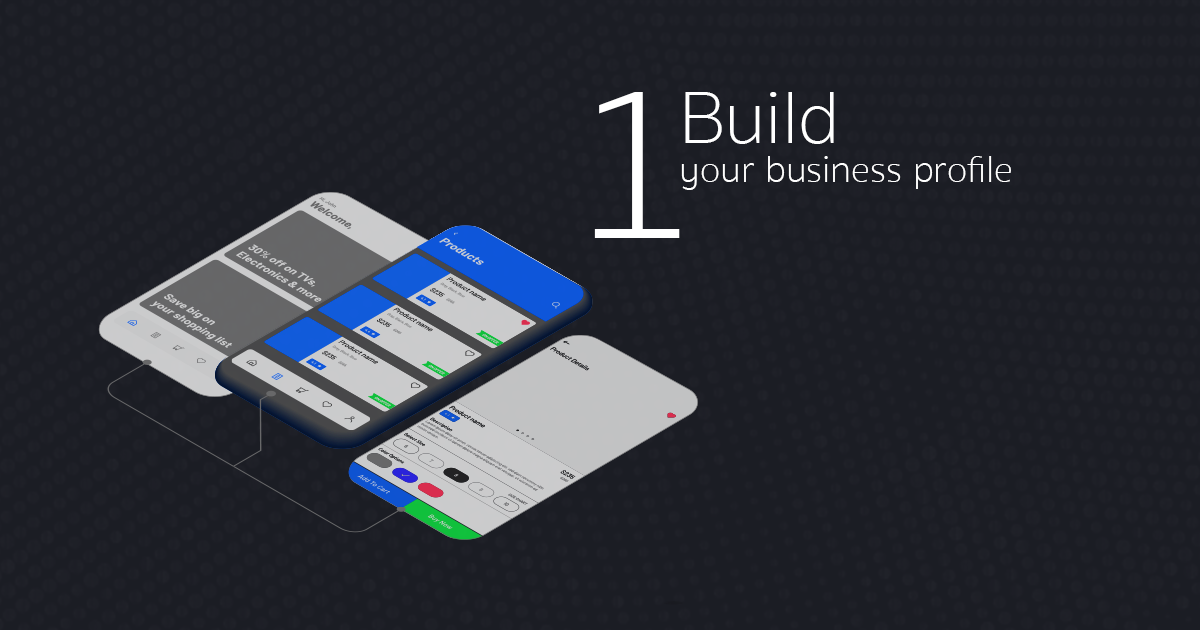 1
Build
your business profile
Welcome,
30% off on TVs,
Electronics & more
Save big on
your shopping list
Products
Product name
$235
Product name
$235
Product name
$235
Product Details
Product name
$235
Description
Select Size
Color Options
Add To Cart
Buy Now